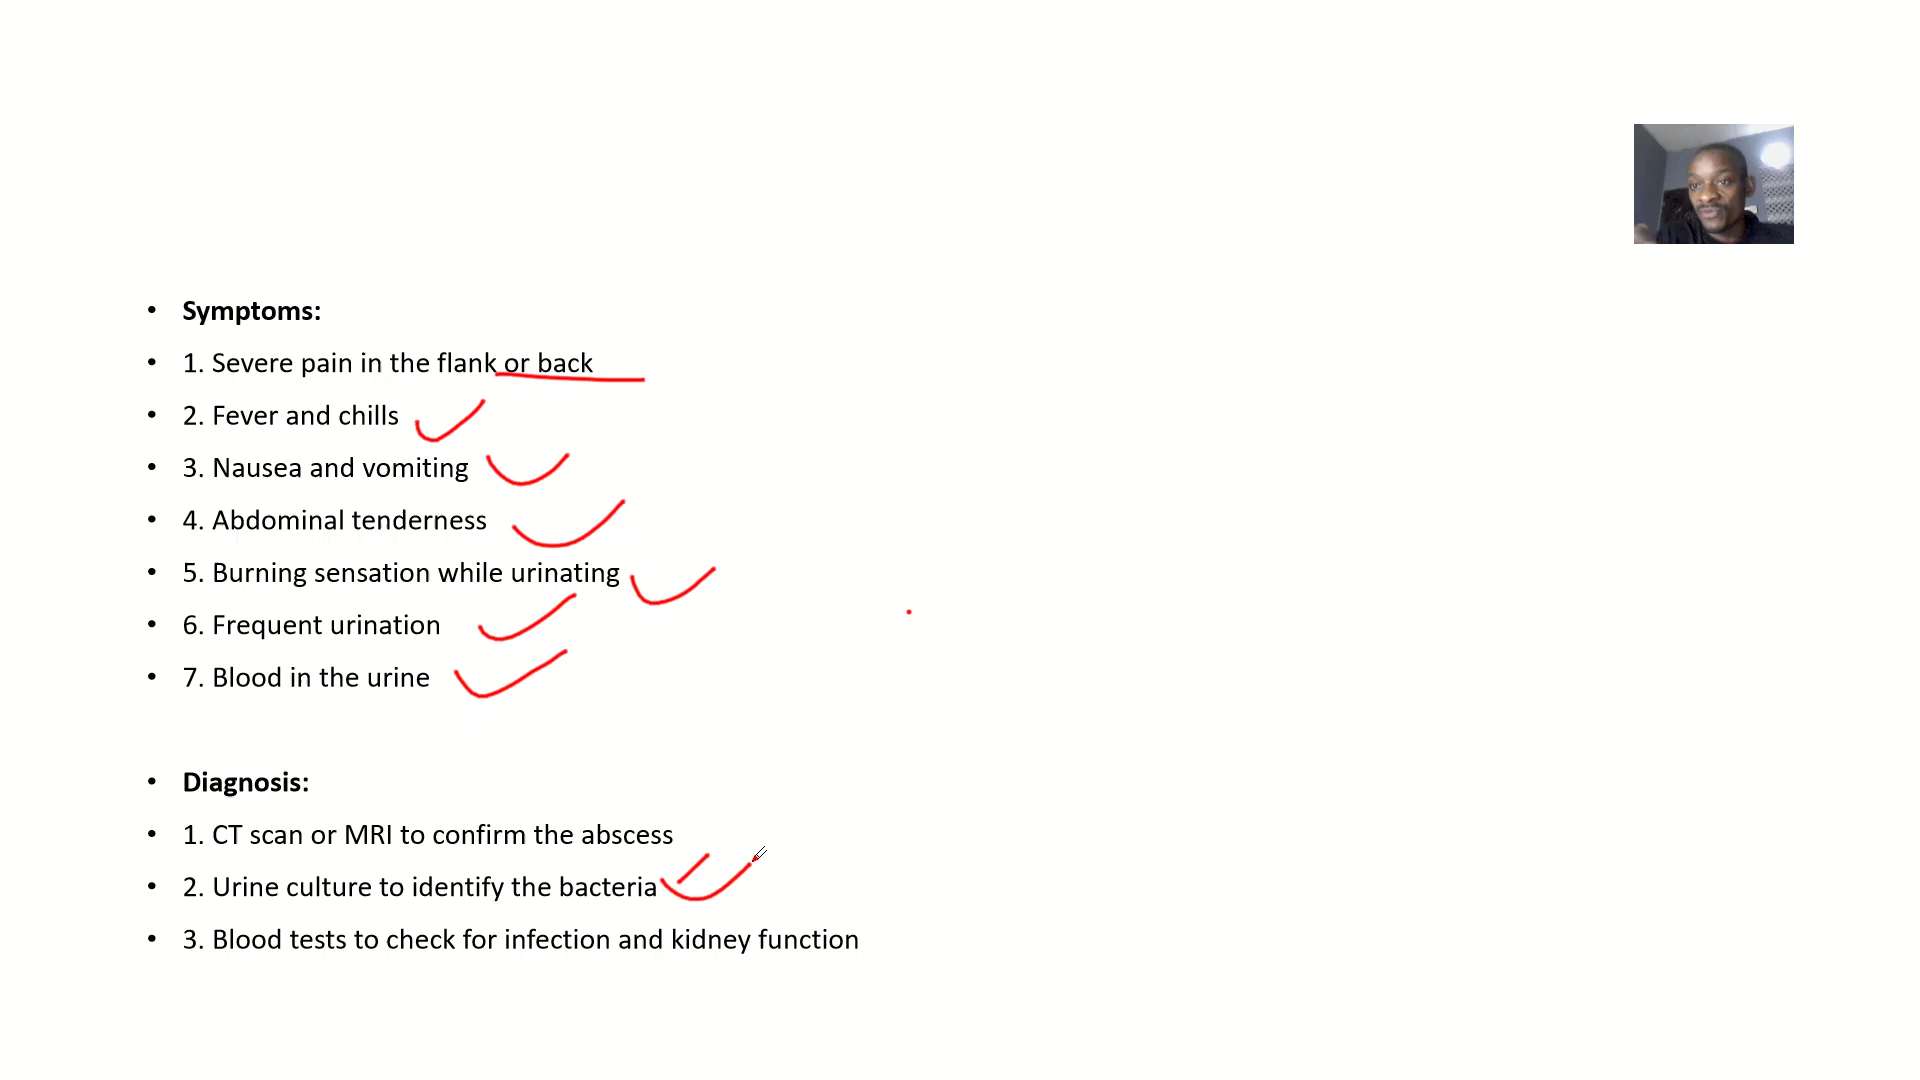 • Symptoms:
• 1. Severe pain in the flank or back
• 2. Fever and chills
• 3. Nausea and vomiting
• 4. Abdominal tenderness
• 5. Burning sensation while urinating
• 6. Frequent urination
• 7. Blood in the urine
• Diagnosis:
• 1. CT scan or MRI to confirm the abscess
• 2. Urine culture to identify the bacteria
• 3. Blood tests to check for infection and kidney function